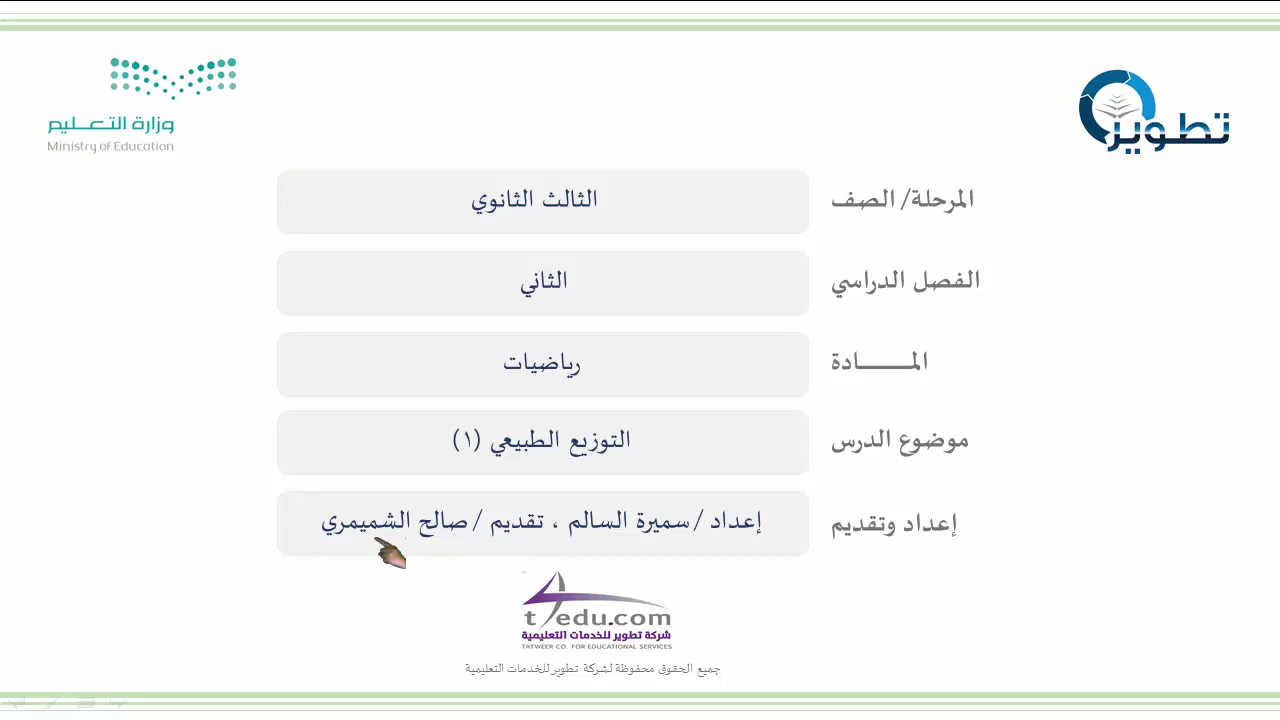 وزارة التعـــليم
Ministry of Education
تطوير
المرحلة/ الصف
الثالث الثانوي
الفصل الدراسي
الثاني
المـــــــادة
رياضيات
موضوع الدرس
التوزيع الطبيعي (١)
إعداد وتقديم
إعداد / سميرة السالم ، تقديم / صالح الشميمري
t4edu.com
شركة تطوير للخدمات التعليمية
TATWEER CO. FOR EDUCATIONAL SERVICES
جميع الحقوق محفوظة لشركة تطوير للخدمات التعليمية